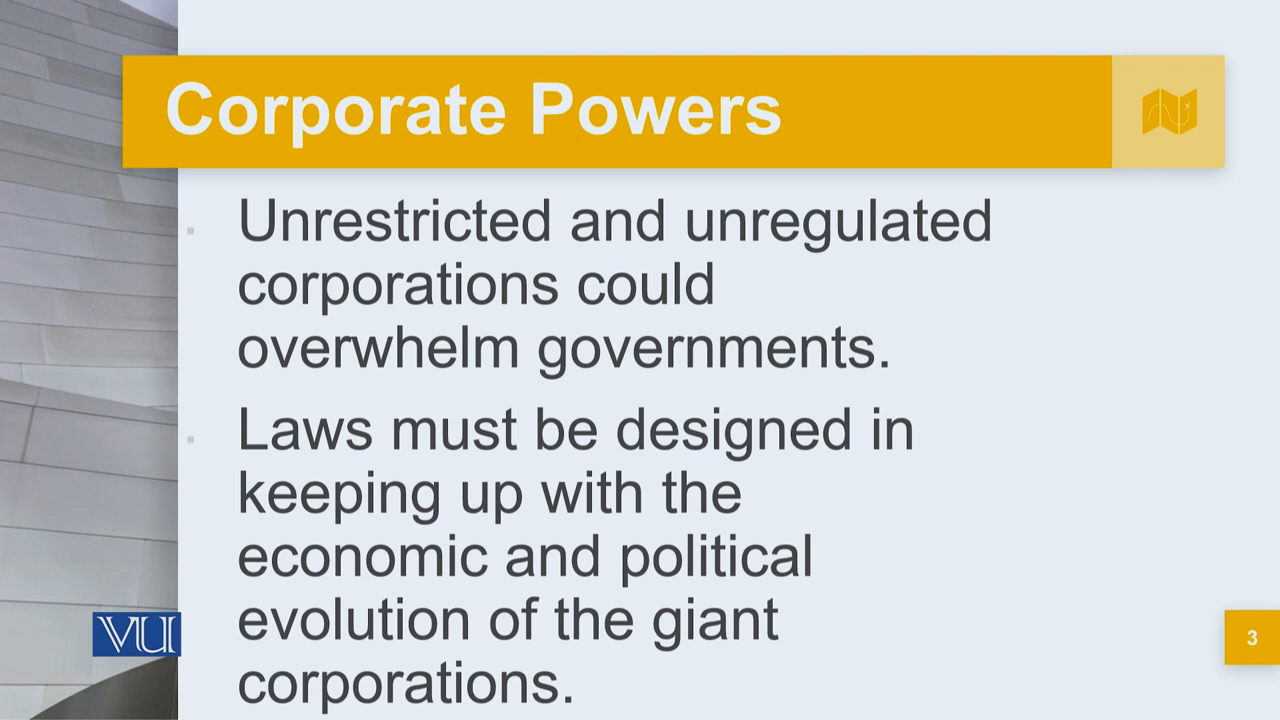 Corporate Powers
Unrestricted and unregulated
corporations could
overwhelm governments.
Laws must be designed in
keeping up with the
economic and political
evolution of the giant
corporations.
VU
3